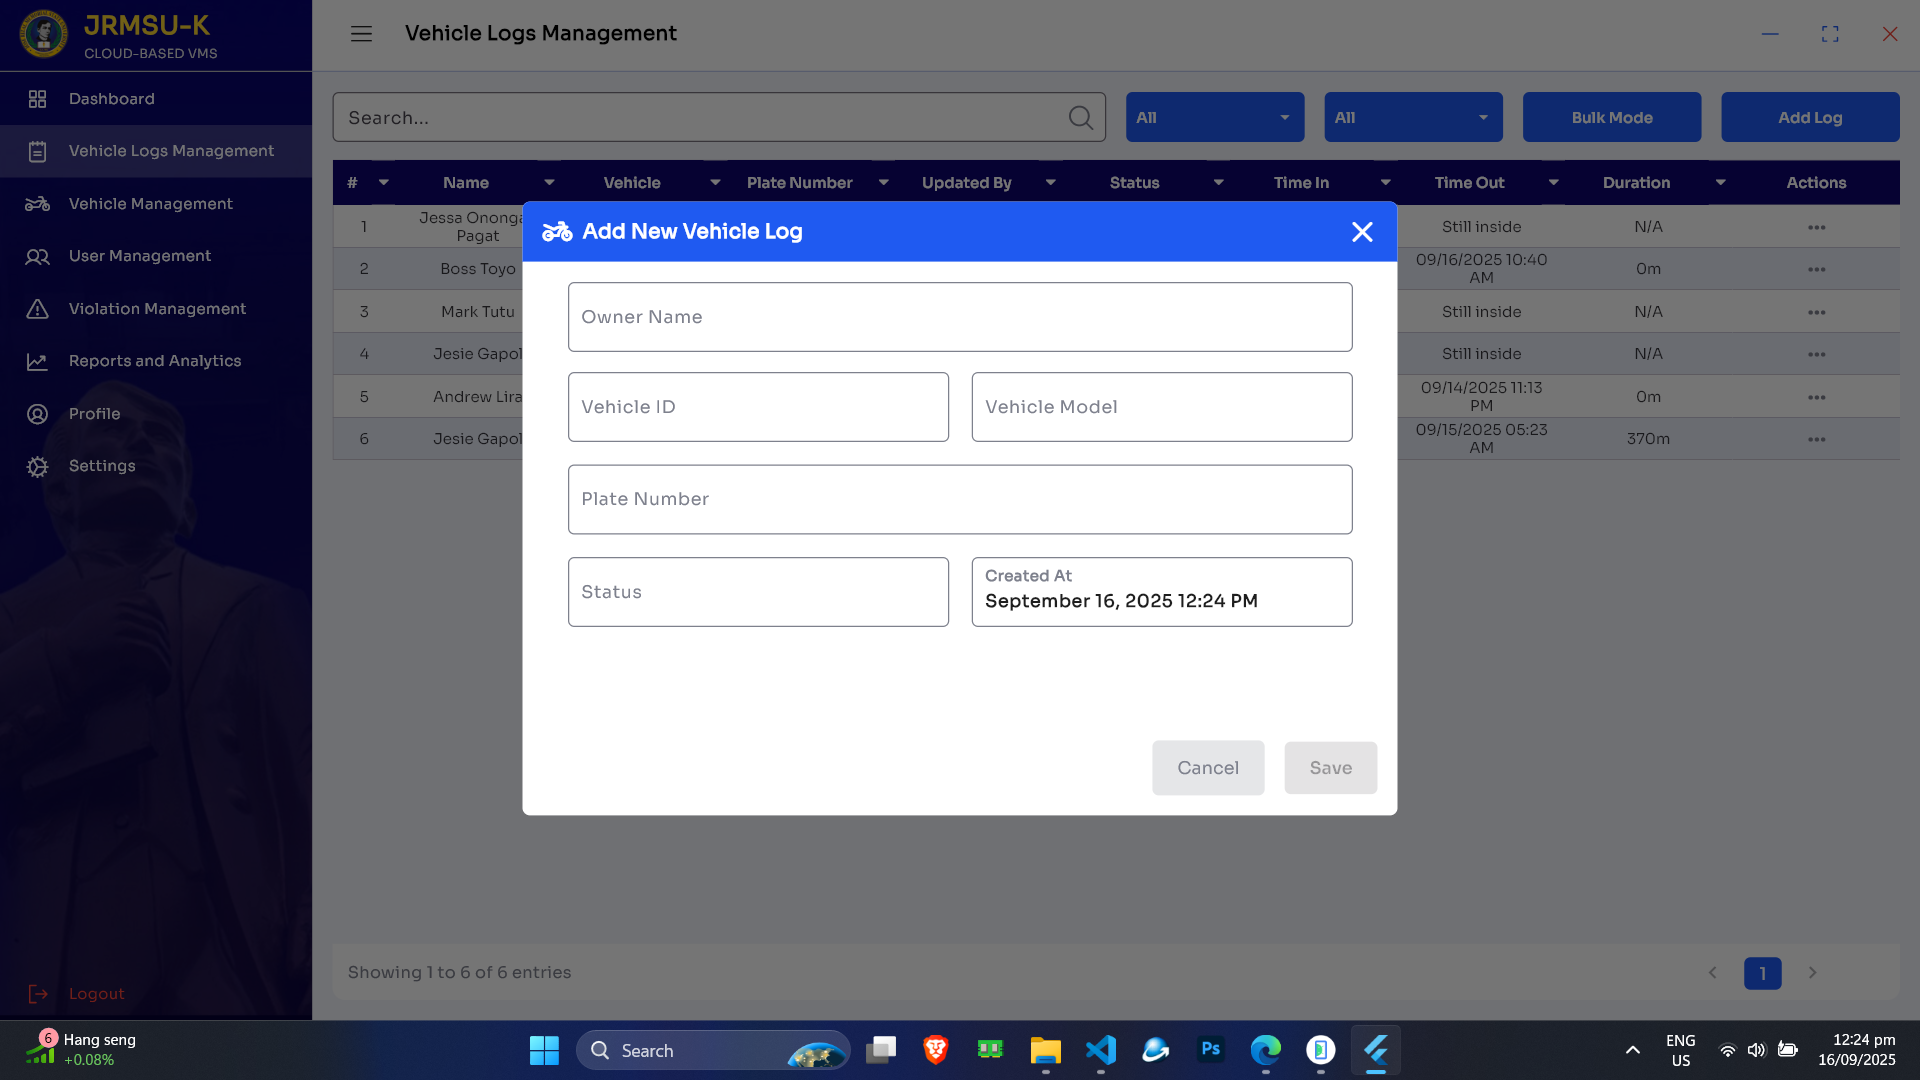 JRMSU-K
CLOUD-BASED VMS
Vehicle Logs Management
Dashboard
Vehicle Logs Management
Vehicle Management
User Management
Violation Management
Reports and Analytics
Profile
Settings
Logout
Search...
All
All
Bulk Mode
Add Log
# Name Vehicle Plate Number Updated By Status Time In Time Out Duration Actions
1 Jessa Ononga Pagat Still inside N/A
2 Boss Toyo 09/16/2025 10:40 AM 0m
3 Mark Tutu Still inside N/A
4 Jesie Gapol Still inside N/A
5 Andrew Lira 09/14/2025 11:13 PM 0m
6 Jesie Gapol 09/15/2025 05:23 AM 370m
Add New Vehicle Log
Owner Name
Vehicle ID
Vehicle Model
Plate Number
Status
Created At
September 16, 2025 12:24 PM
Cancel
Save
Showing 1 to 6 of 6 entries
1
6
Hang seng
+0.08%
Search
Ps
ENG
US
12:24 pm
16/09/2025